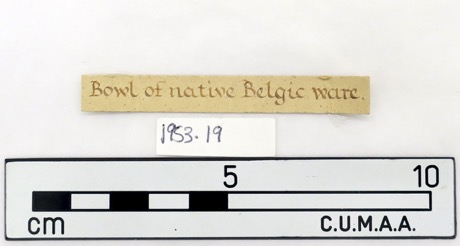 Bowl of native Belgic ware.
1953.19
5 10
cm C.U.M.A.A.